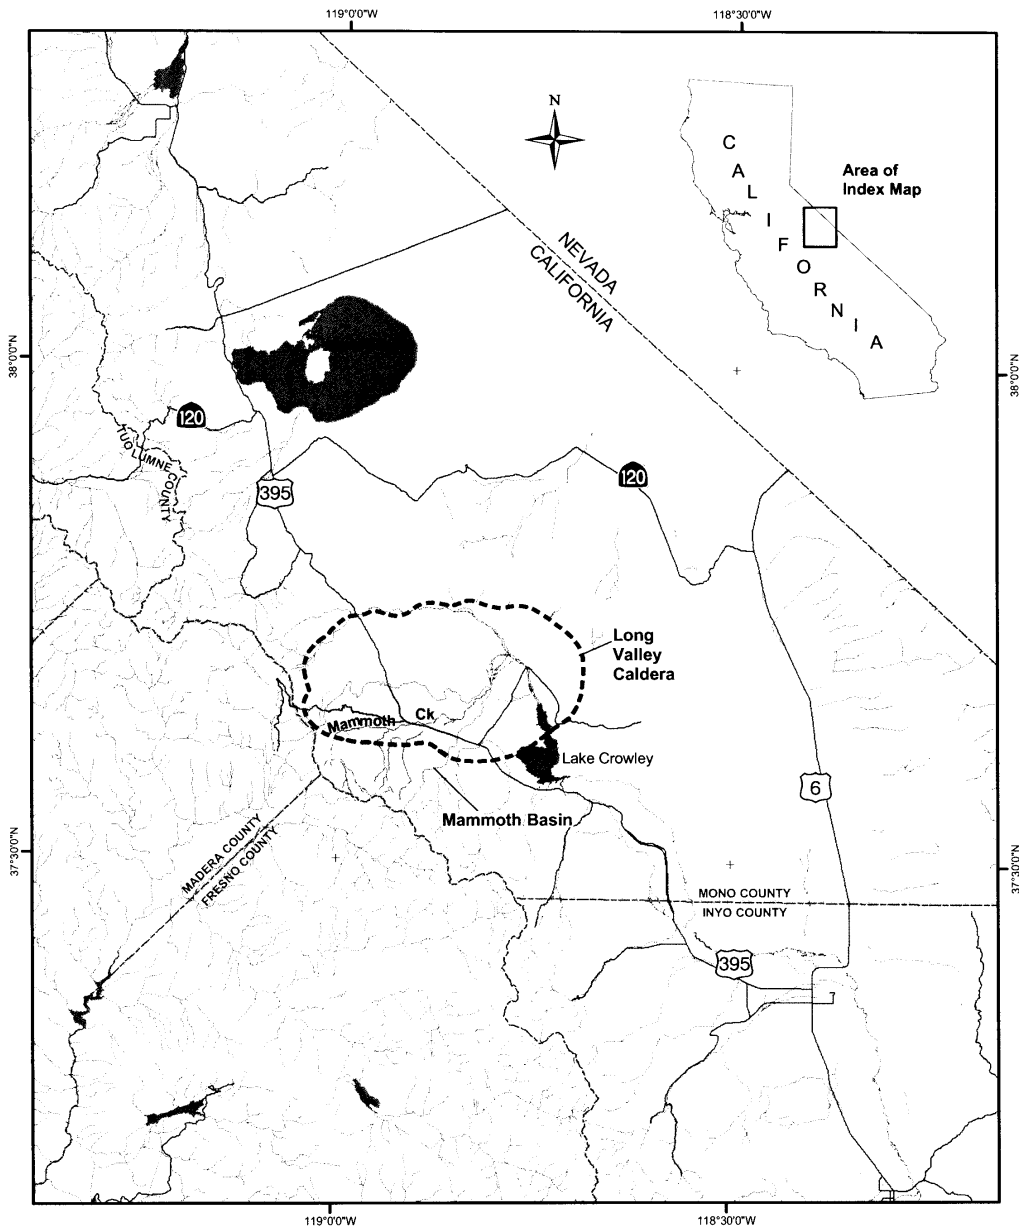 119°0'0"W
118°30'0"W
N
C
A
L
I
F
O
R
N
I
A
Area of
Index Map
NEVADA
CALIFORNIA
38°0'0"N
38°0'0"N
120
TUOLUMNE COUNTY
395
120
Long
Valley
Caldera
Mammoth Ck
Lake Crowley
6
Mammoth Basin
MADERA COUNTY
FRESNO COUNTY
37°30'0"N
37°30'0"N
MONO COUNTY
INYO COUNTY
395
119°0'0"W
118°30'0"W